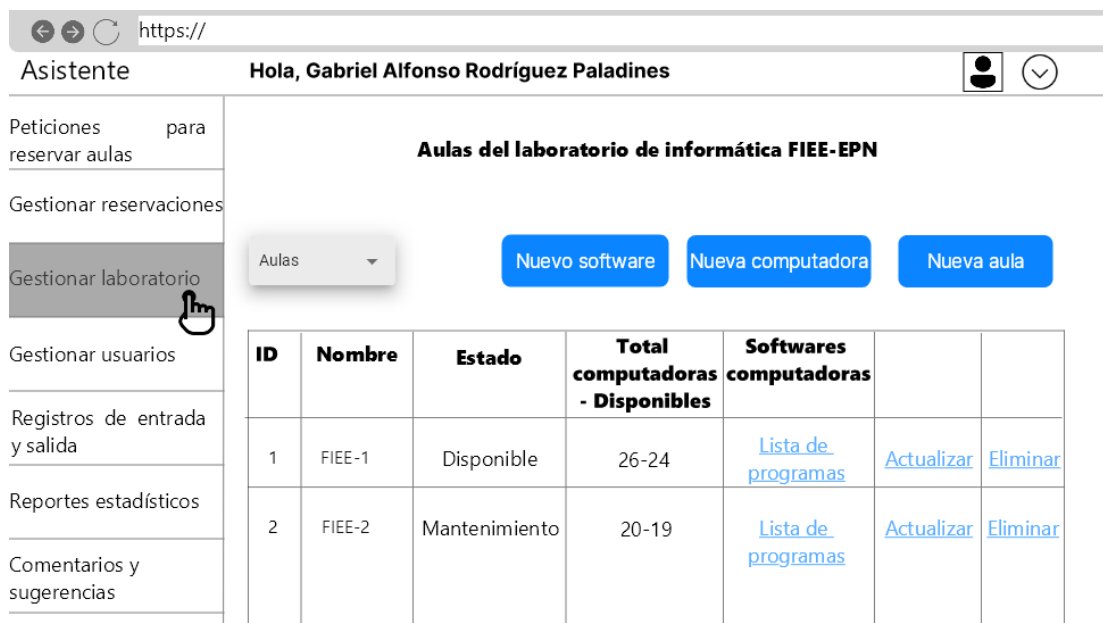 https://
Asistente
Hola, Gabriel Alfonso Rodríguez Paladines
Peticiones para
reservar aulas
Gestionar reservaciones
Gestionar laboratorio
Gestionar usuarios
Registros de entrada
y salida
Reportes estadísticos
Comentarios y
sugerencias
Aulas del laboratorio de informática FIEE-EPN
Aulas
Nuevo software
Nueva computadora
Nueva aula
ID
Nombre
Estado
Total
computadoras
- Disponibles
Softwares
computadoras
1
FIEE-1
Disponible
26-24
Lista de
programas
Actualizar
Eliminar
2
FIEE-2
Mantenimiento
20-19
Lista de
programas
Actualizar
Eliminar